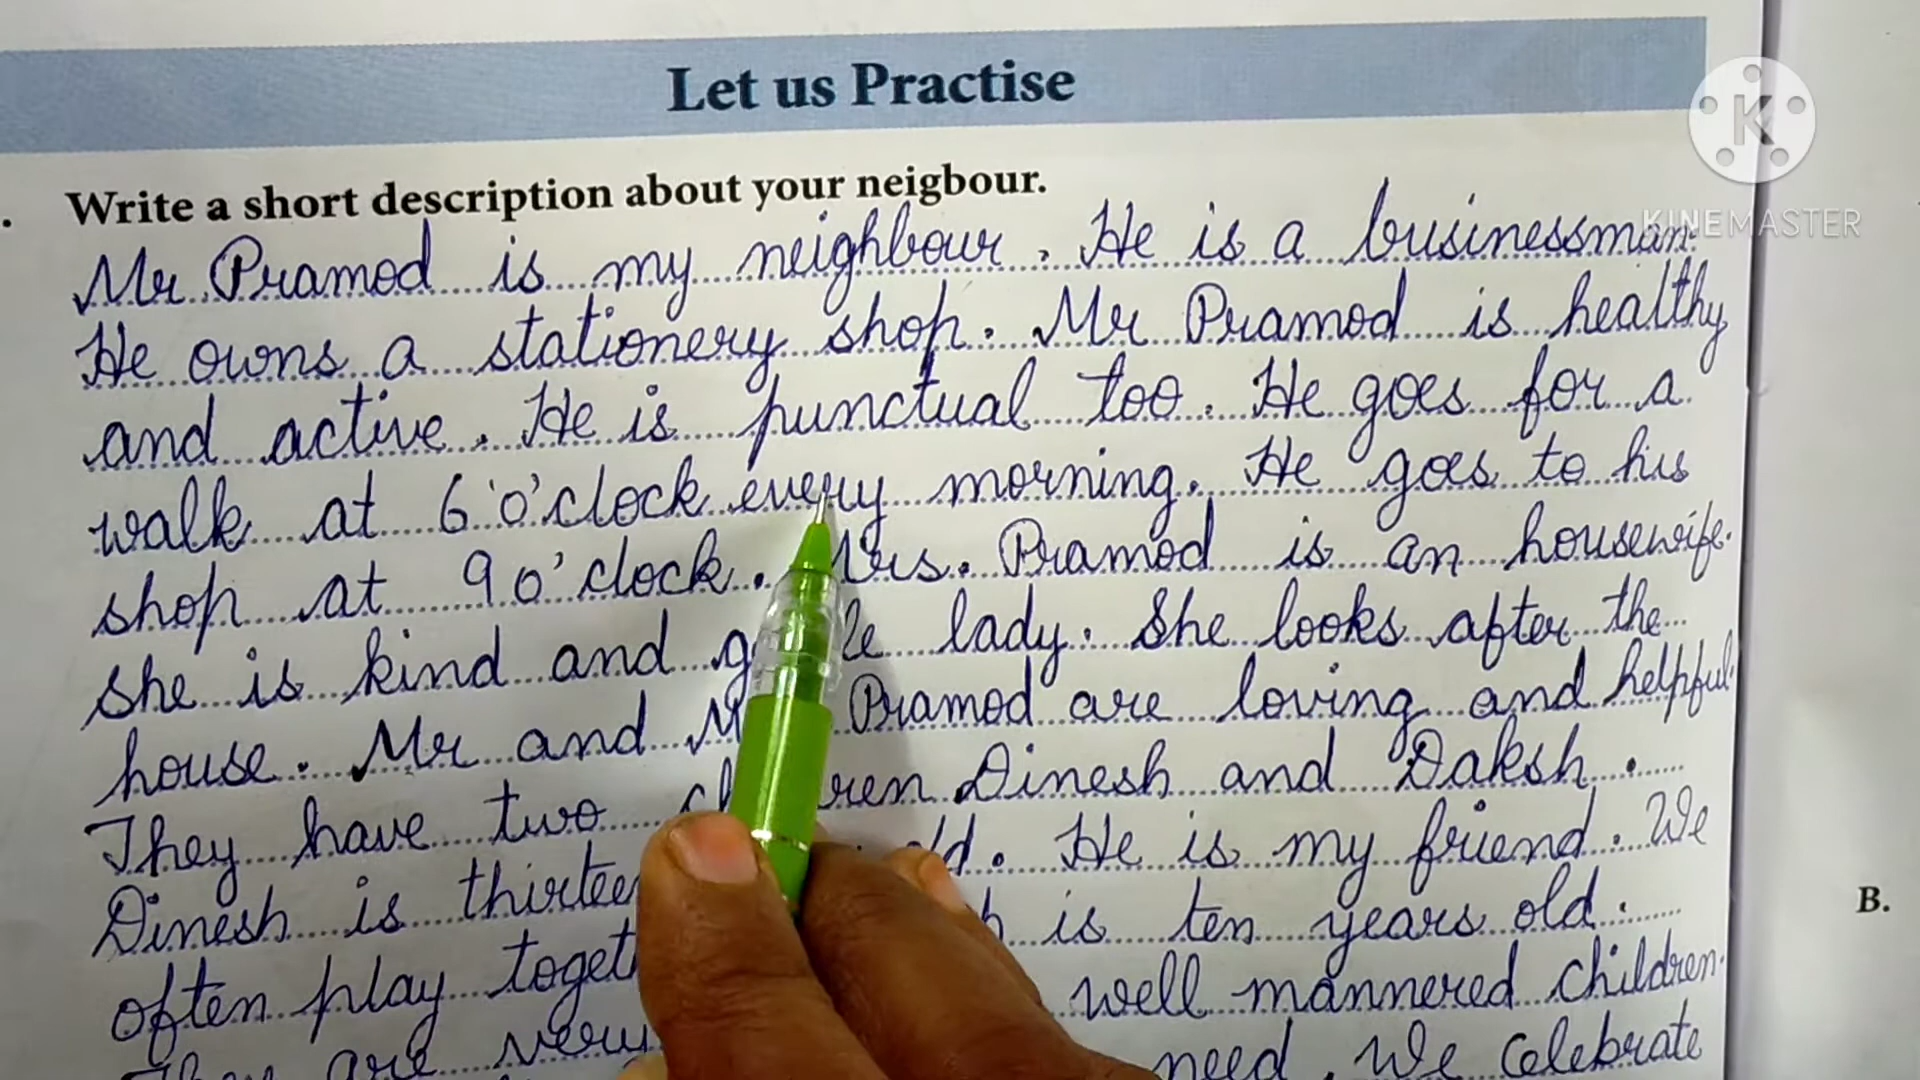 Let us Practise
K
KINEMASTER
Write a short description about your neigbour.
Mr Pramod is my neighbour. He is a businessman.
He owns a stationery shop. Mr Pramod is healthy
and active. He is punctual too. He goes for a
walk at 6 'o'clock every morning. He goes to his
shop at 9 o'clock. Mrs. Pramod is an housewife.
She is kind and lady. She looks after the
house. Mr and Pramod are loving and helpful.
They have two children Dinesh and Daksh.
Dinesh is old. He is my friend. We
often play is ten years old.
They are very well mannered children.
need. We celebrate
B.